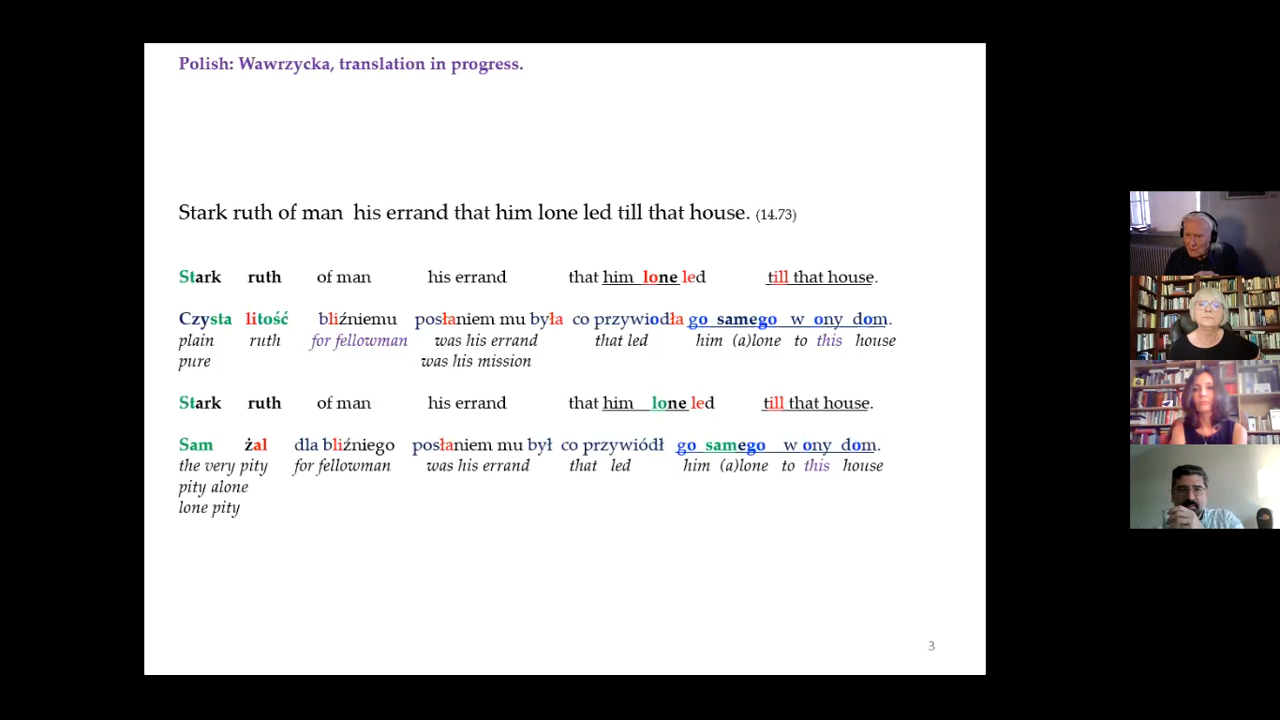 Polish: Wawrzycka, translation in progress.
Stark ruth of man his errand that him lone led till that house. (14.73)
Stark ruth of man his errand that him lone led till that house.
Czysta litość bliźniemu posłaniem mu była co przywiodła go samego w ony dom.
plain ruth for fellowman was his errand that led him (a)lone to this house
pure was his mission
Stark ruth of man his errand that him lone led till that house.
Sam żal dla bliźniego posłaniem mu był co przywiódł go samego w ony dom.
the very pity for fellowman was his errand that led him (a)lone to this house
pity alone
lone pity
3